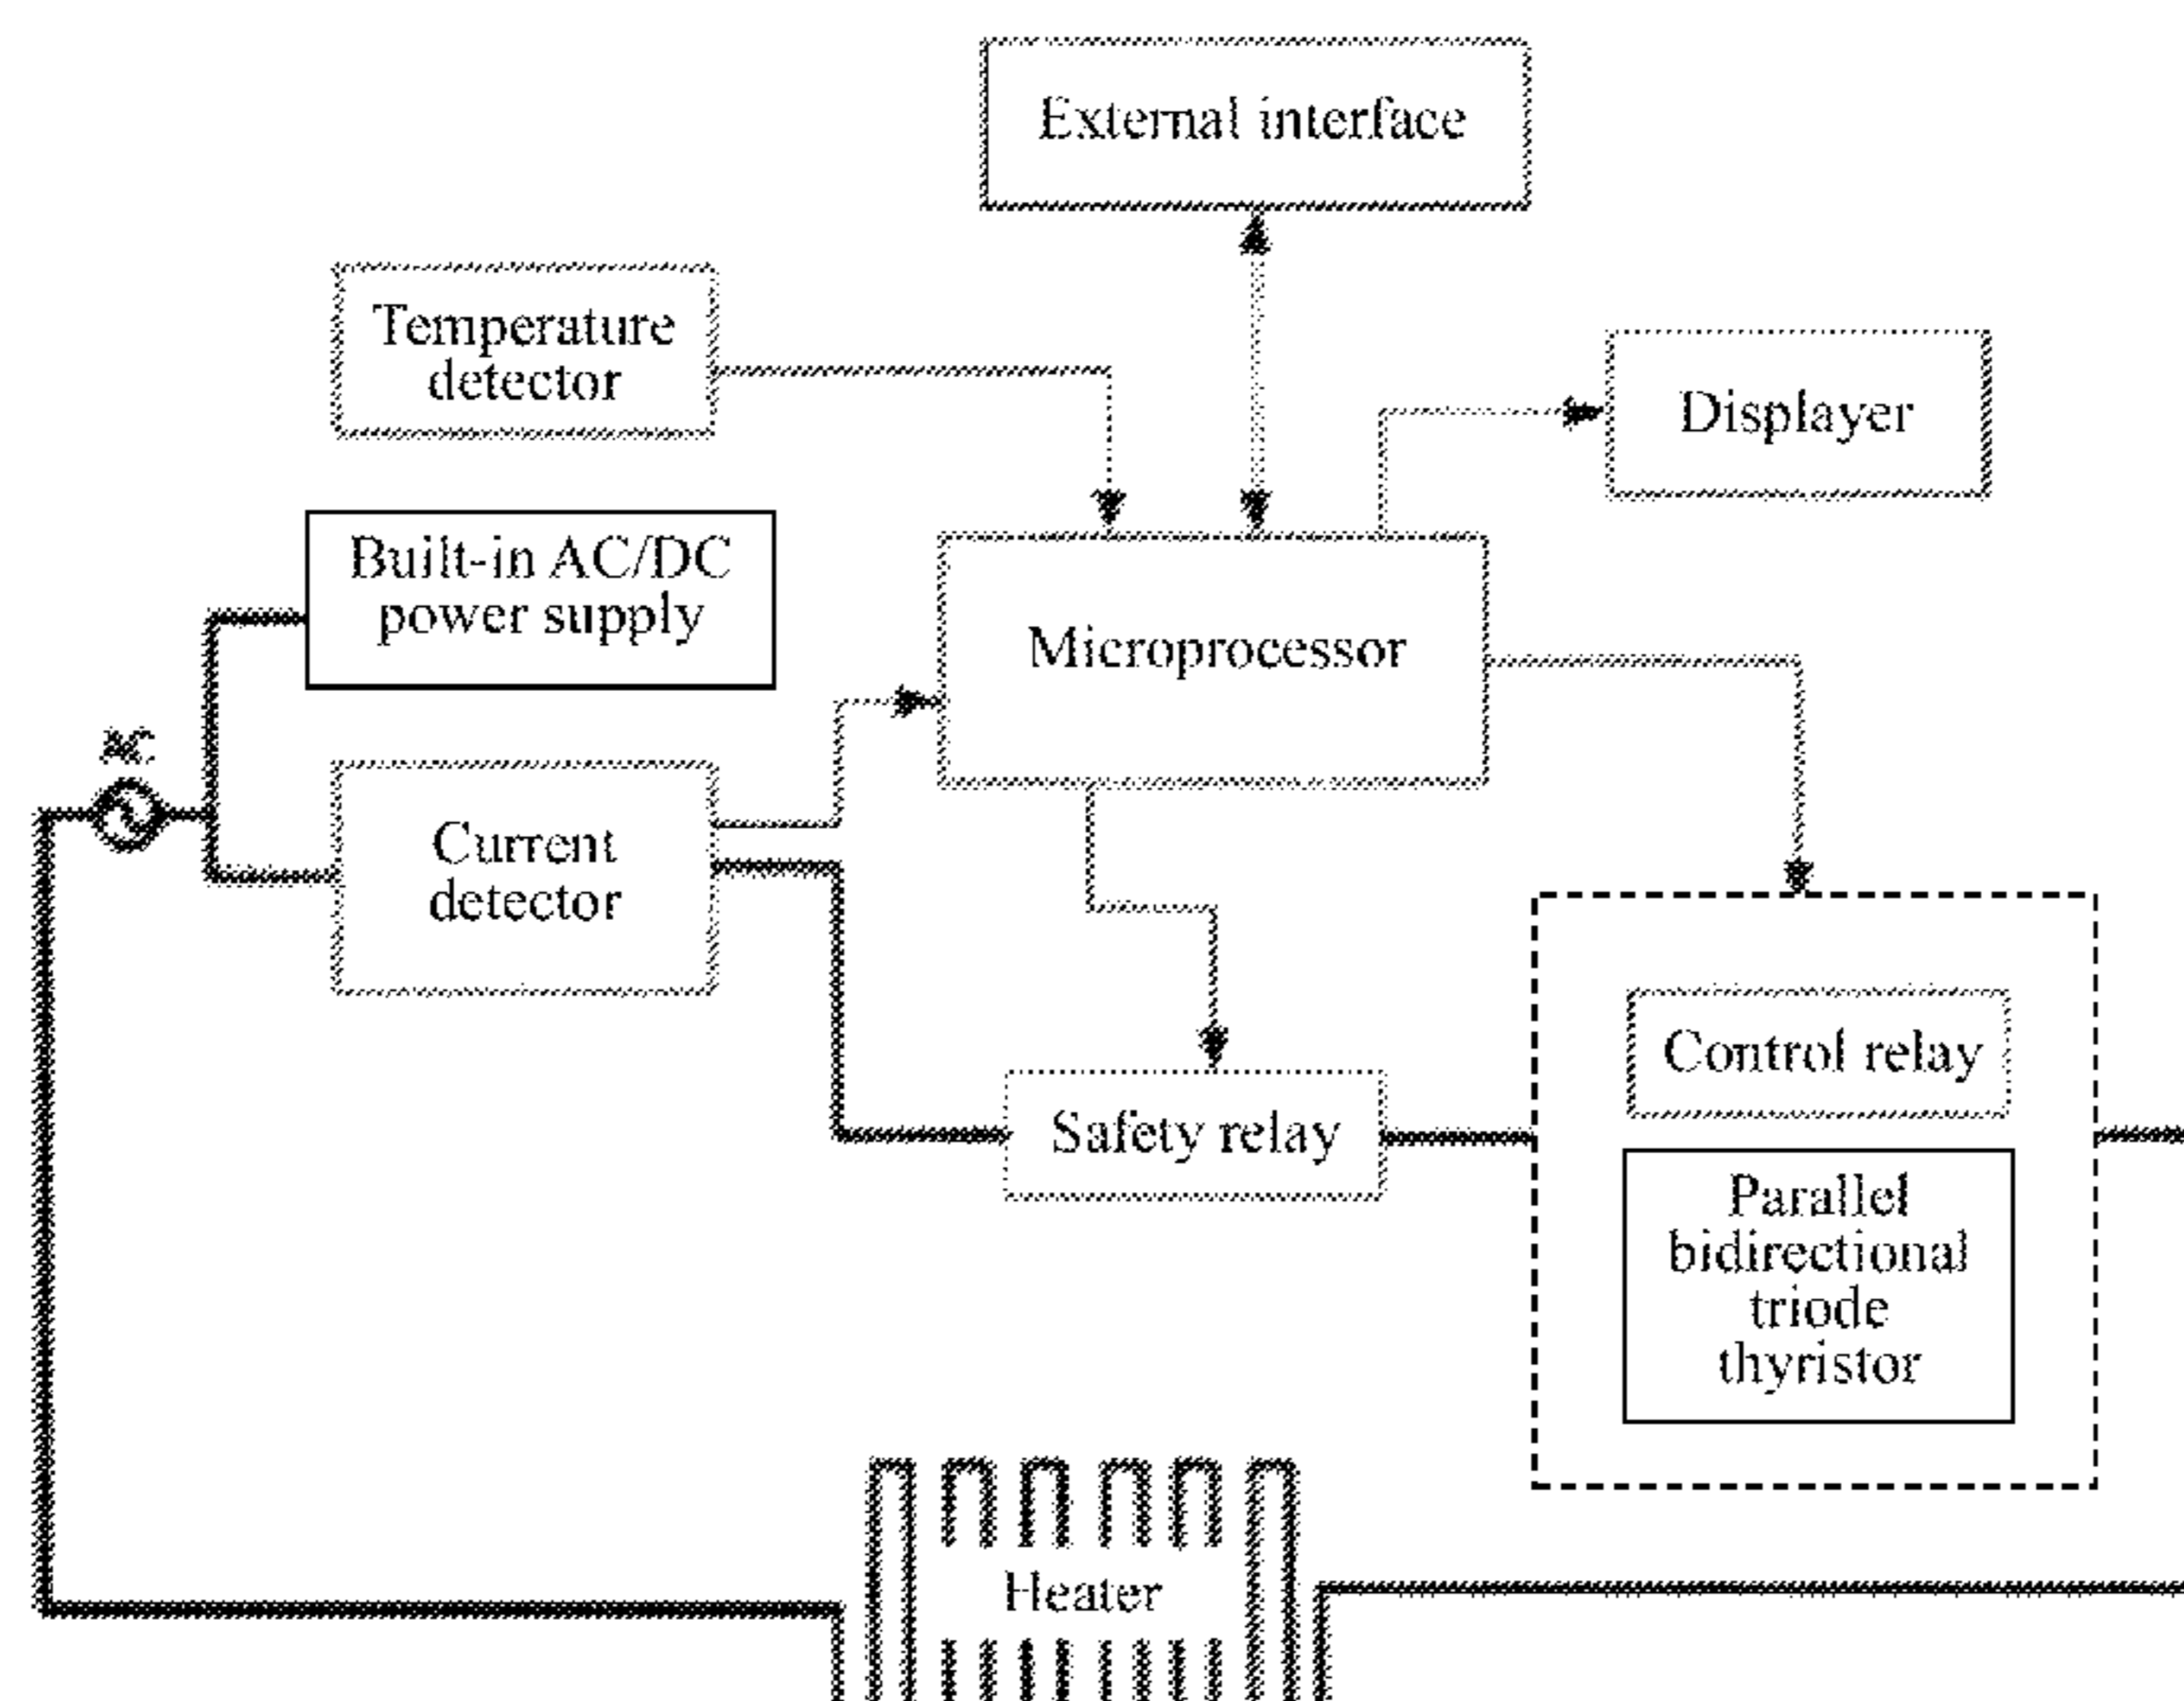 External interface
Temperature
detector
Displayer
Built-in AC/DC
power supply
Microprocessor
AC
Current
detector
Control relay
Safety relay
Parallel
bidirectional
triode
thyristor
Heater